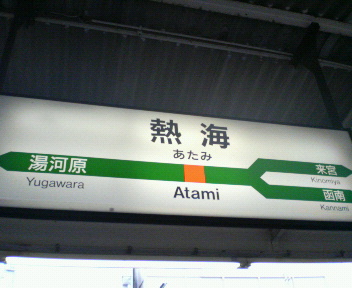 熱海
あたみ
湯河原
Yugawara
Atami
来宮
Kinomiya
函南
Kannami